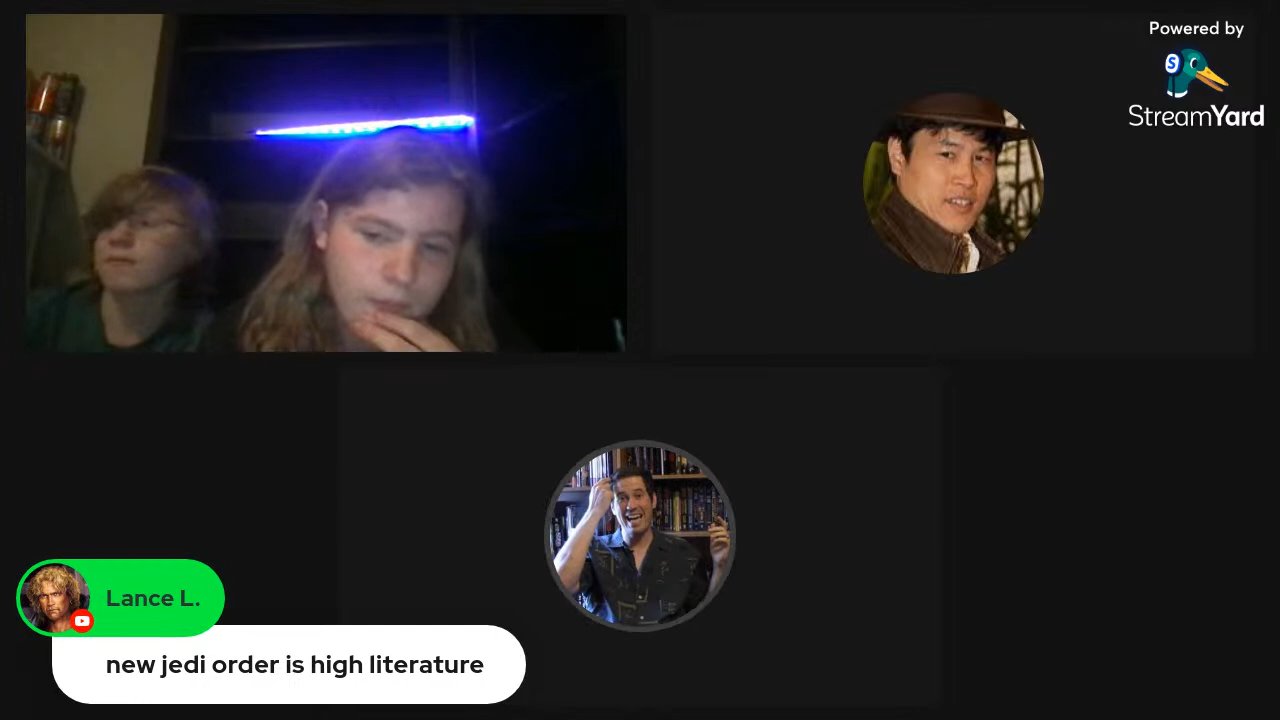 Powered by
S
StreamYard
Lance L.
new jedi order is high literature